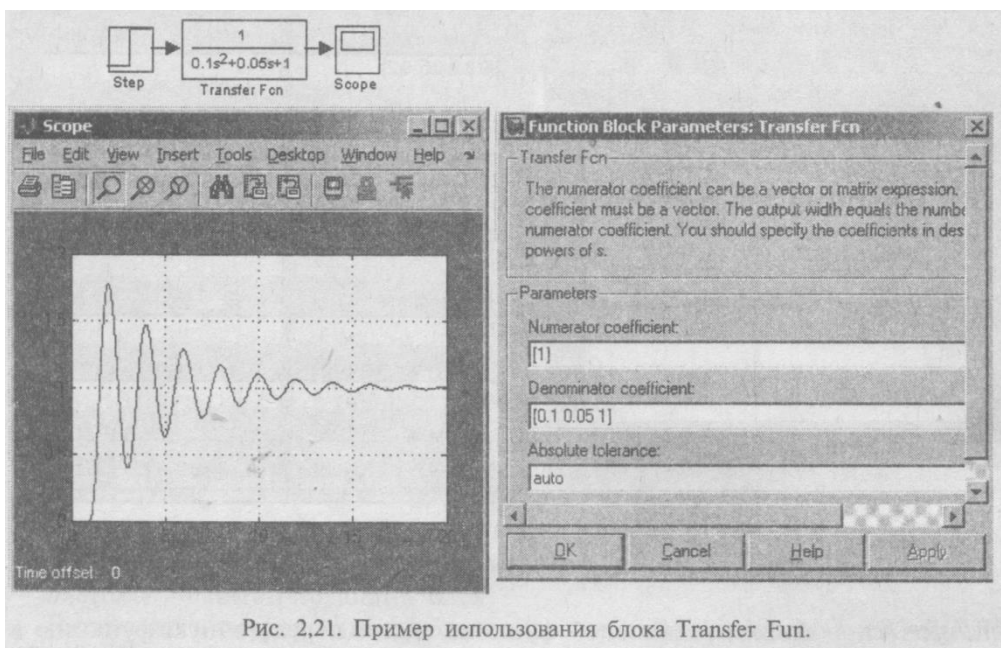 1
0.1s²+0.05s+1
Step
Transfer Fcn
Scope
Scope
File Edit View Insert Tools Desktop Window Help
Time offset: 0
Function Block Parameters: Transfer Fcn
Transfer Fcn
The numerator coefficient can be a vector or matrix expression.
coefficient must be a vector. The output width equals the numbe
numerator coefficient. You should specify the coefficients in des
powers of s.
Parameters
Numerator coefficient:
[1]
Denominator coefficient:
[0.1 0.05 1]
Absolute tolerance:
auto
OK Cancel Help Apply
Рис. 2,21. Пример использования блока Transfer Fun.